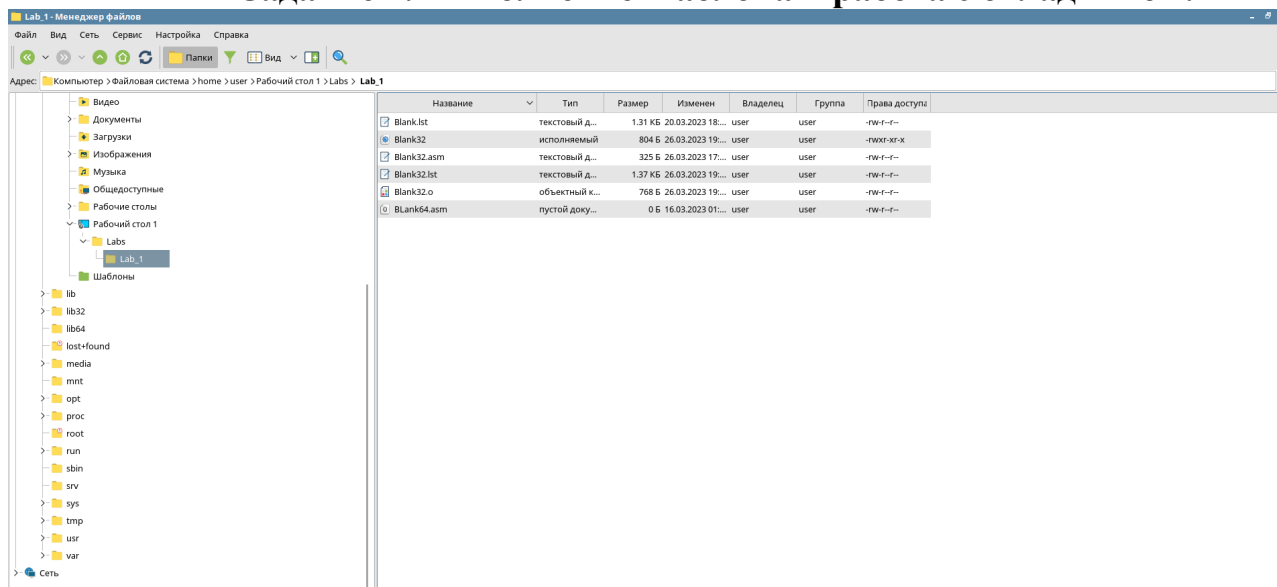 Lab_1 - Менеджер файлов
Файл Вид Сеть Сервис Настройка Справка
Папки Вид
Адрес: Компьютер > Файловая система > home > user > Рабочий стол 1 > Labs > Lab_1
Видео
Документы
Загрузки
Изображения
Музыка
Общедоступные
Рабочие столы
Рабочий стол 1
Labs
Lab_1
Шаблоны
lib
lib32
lib64
lost+found
media
mnt
opt
proc
root
run
sbin
srv
sys
tmp
usr
var
Сеть
Название Тип Размер Изменен Владелец Группа Права доступа
Blank.lst текстовый д... 1.31 КБ 20.03.2023 18:... user user -rw-r--r--
Blank32 исполняемый 804 Б 26.03.2023 19:... user user -rwxr-xr-x
Blank32.asm текстовый д... 325 Б 26.03.2023 17:... user user -rw-r--r--
Blank32.lst текстовый д... 1.37 КБ 26.03.2023 19:... user user -rw-r--r--
Blank32.o объектный к... 768 Б 26.03.2023 19:... user user -rw-r--r--
BLank64.asm пустой доку... 0 Б 16.03.2023 01:... user user -rw-r--r--